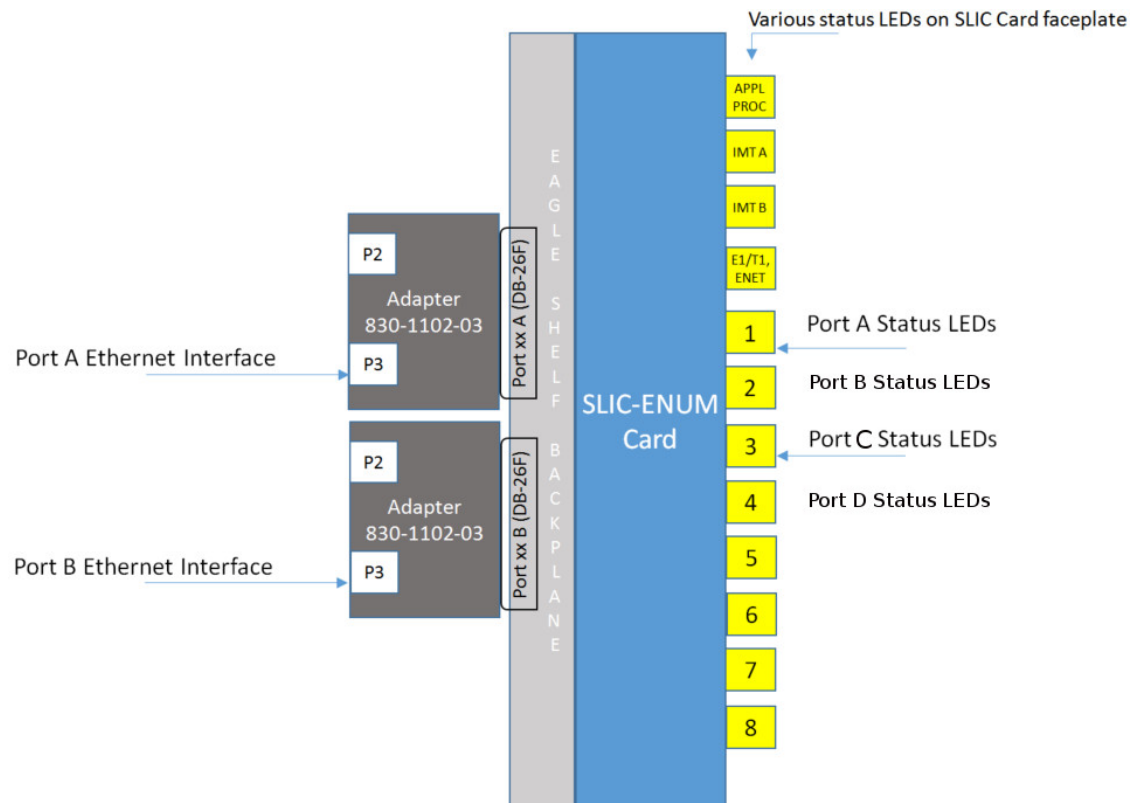 Various status LEDs on SLIC Card faceplate
APPL
PROC
IMT A
IMT B
E1/T1,
ENET
1
2
3
4
5
6
7
8
Port A Status LEDs
Port B Status LEDs
Port C Status LEDs
Port D Status LEDs
SLIC-ENUM
Card
EAGLE SHELF BACKPLANE
Port xx A (DB-26F)
P2
Adapter
830-1102-03
P3
Port A Ethernet Interface
Port xx B (DB-26F)
P2
Adapter
830-1102-03
P3
Port B Ethernet Interface